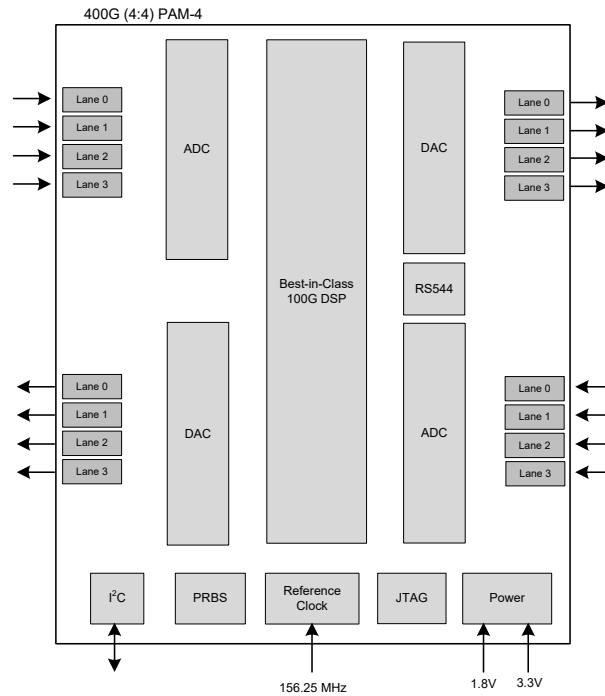 400G (4:4) PAM-4
Lane 0
Lane 1
Lane 2
Lane 3
ADC
Best-in-Class
100G DSP
DAC
Lane 0
Lane 1
Lane 2
Lane 3
RS544
Lane 0
Lane 1
Lane 2
Lane 3
DAC
ADC
Lane 0
Lane 1
Lane 2
Lane 3
I²C
PRBS
Reference
Clock
JTAG
Power
156.25 MHz
1.8V
3.3V